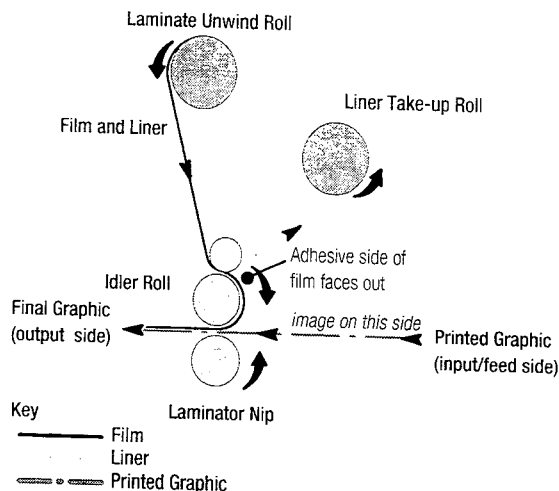 Laminate Unwind Roll
Liner Take-up Roll
Film and Liner
Adhesive side of
film faces out
Idler Roll
Final Graphic
(output side)
image on this side
Printed Graphic
(input/feed side)
Laminator Nip
Key
Film
Liner
Printed Graphic